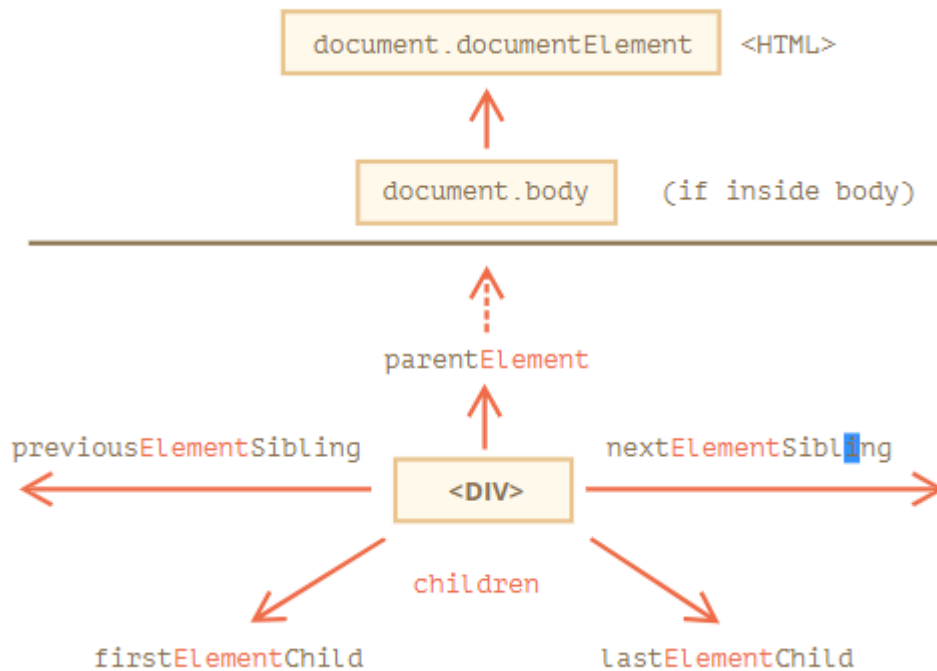 document.documentElement <HTML>
document.body (if inside body)
parentElement
previousElementSibling nextElementSibling
<DIV>
children
firstElementChild lastElementChild